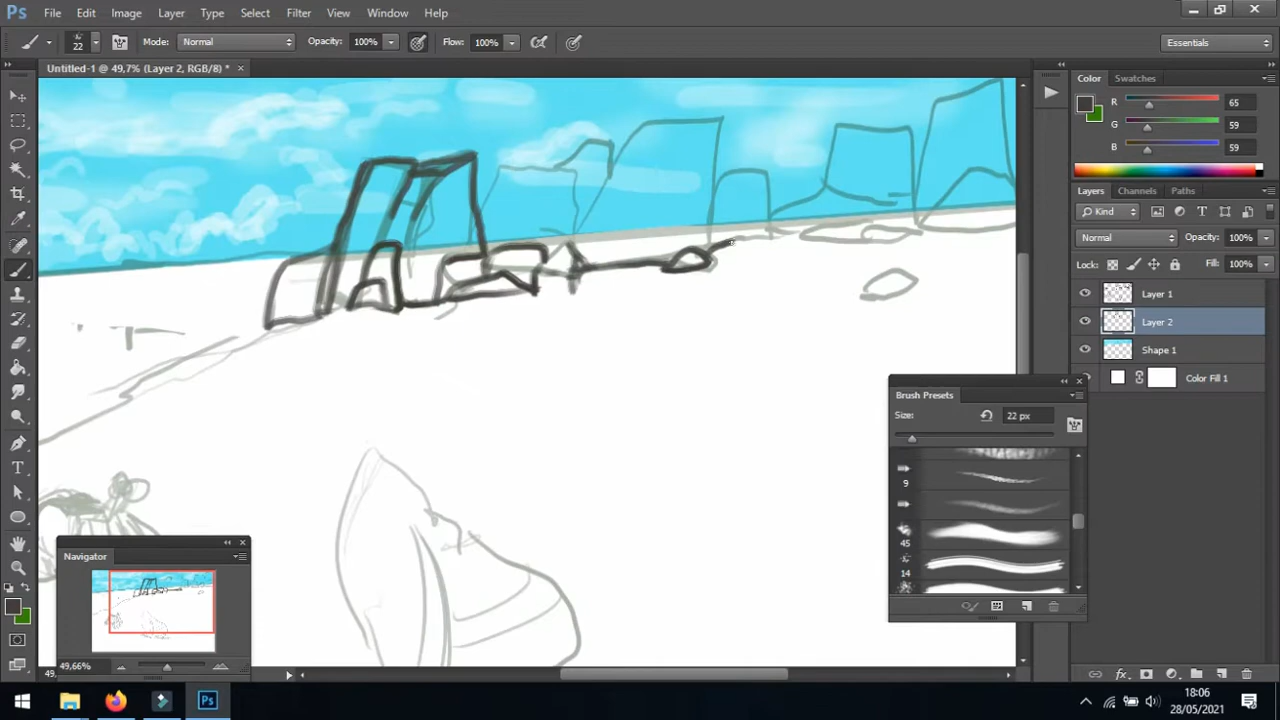 Ps File Edit Image Layer Type Select Filter View Window Help
22 Mode: Normal Opacity: 100% Flow: 100% Essentials
Untitled-1 @ 49,7% (Layer 2, RGB/8) *
Color Swatches
R 65
G 59
B 59
Layers Channels Paths
Kind
Normal Opacity: 100%
Lock: Fill: 100%
Layer 1
Layer 2
Shape 1
Color Fill 1
Brush Presets
Size: 22 px
9
45
14
Navigator
49,66%
49,
Ps
18:06
28/05/2021